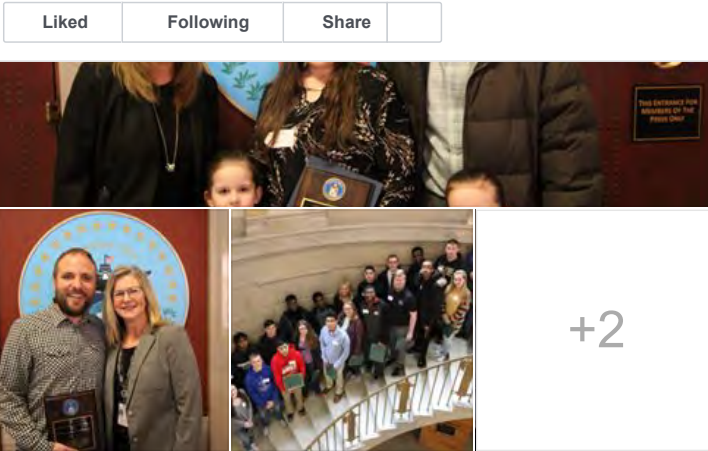 Liked Following Share
THIS ENTRANCE FOR
MEMBERS OF THE
PRESS ONLY
+2